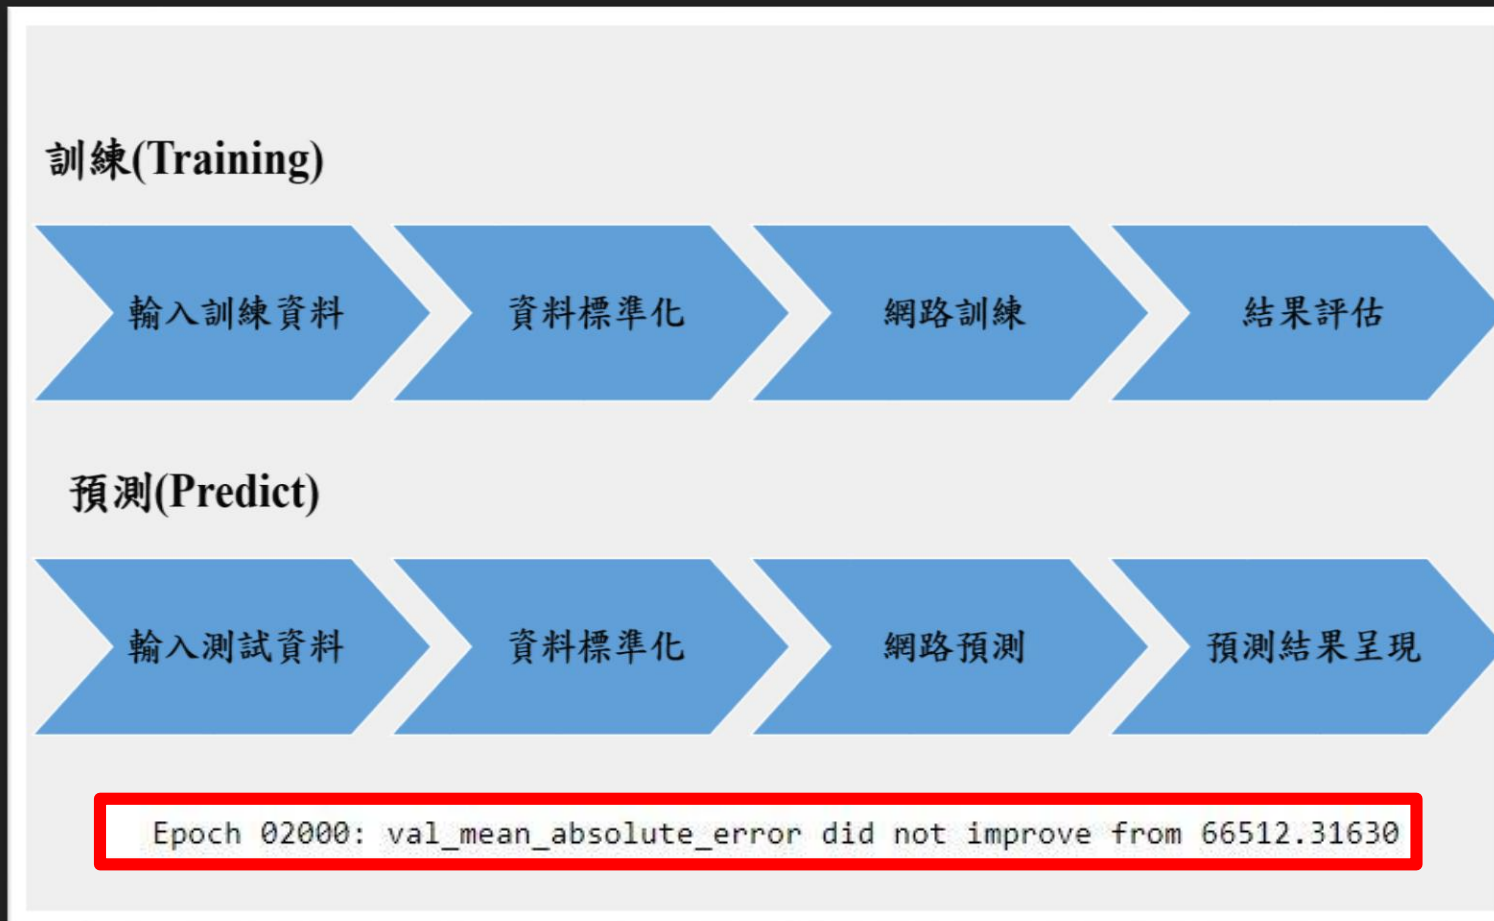 訓練(Training)
輸入訓練資料
資料標準化
網路訓練
結果評估
預測(Predict)
輸入測試資料
資料標準化
網路預測
預測結果呈現
Epoch 02000: val_mean_absolute_error did not improve from 66512.31630